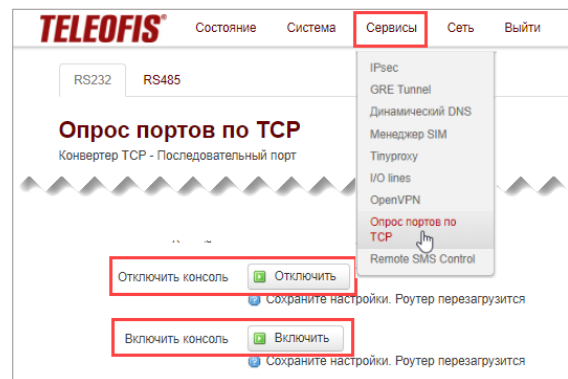 TELEOFIS® Состояние Система Сервисы Сеть Выйти
RS232 RS485
IPsec
GRE Tunnel
Динамический DNS
Менеджер SIM
Tinyproxy
I/O lines
OpenVPN
Опрос портов по
TCP
Remote SMS Control
Опрос портов по TCP
Конвертер TCP - Последовательный порт
Отключить консоль Отключить
Сохраните настройки. Роутер перезагрузится
Включить консоль Включить
Сохраните настройки. Роутер перезагрузится